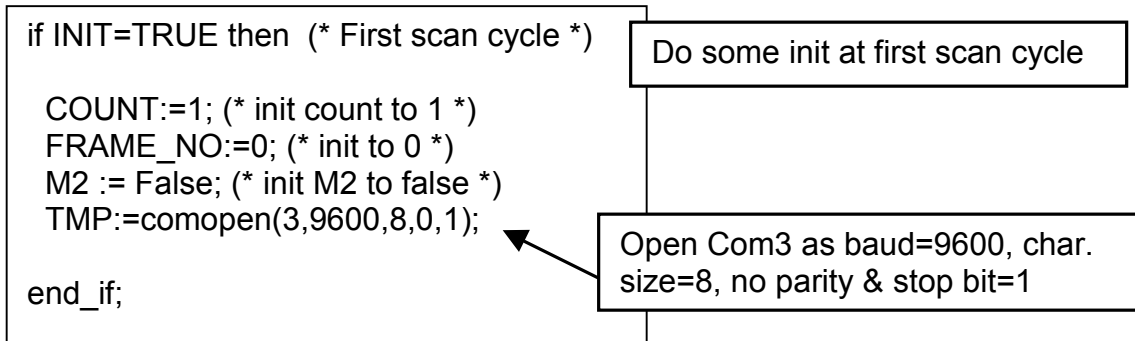 if INIT=TRUE then (* First scan cycle *)
Do some init at first scan cycle
COUNT:=1; (* init count to 1 *)
FRAME_NO:=0; (* init to 0 *)
M2 := False; (* init M2 to false *)
TMP:=comopen(3,9600,8,0,1);
Open Com3 as baud=9600, char.
size=8, no parity & stop bit=1
end_if;